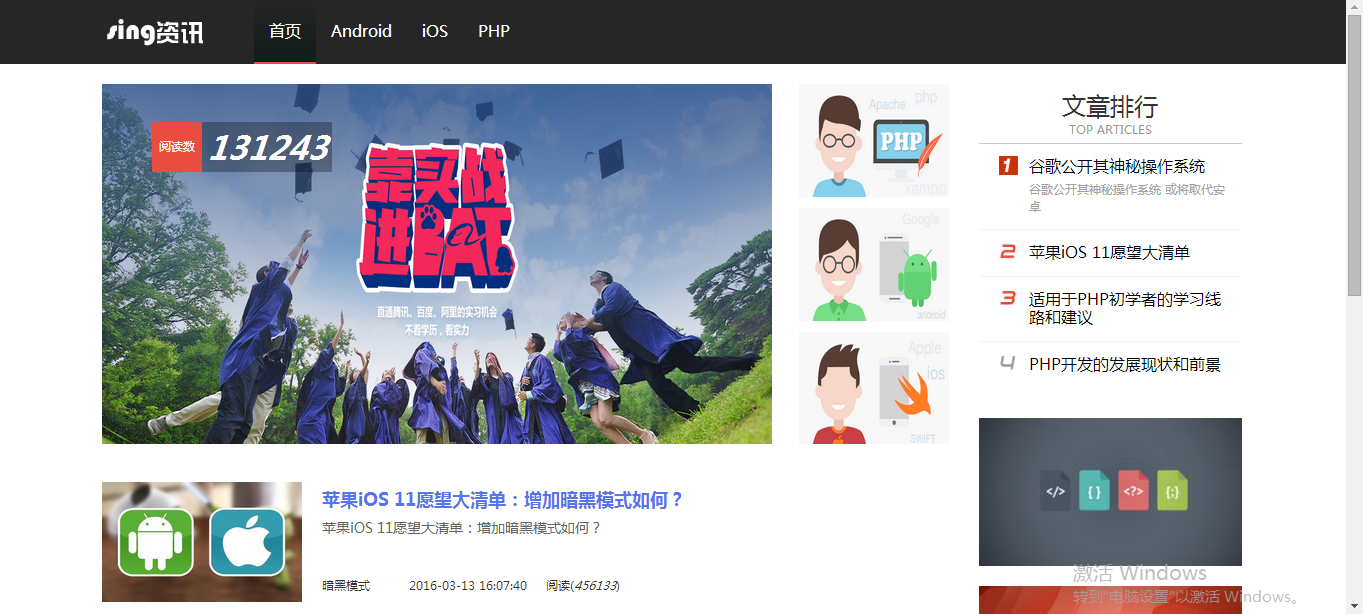 sing资讯
首页
Android
iOS
PHP
阅读数
131243
靠实战
进BAT
直通腾讯、百度、阿里的实习机会
不看学历，看实力
php
Apache
PHP
xampp
Google
android
Apple
ios
SWIFT
文章排行
TOP ARTICLES
1 谷歌公开其神秘操作系统
谷歌公开其神秘操作系统 或将取代安
卓
2 苹果iOS 11愿望大清单
3 适用于PHP初学者的学习线
路和建议
4 PHP开发的发展现状和前景
</>
{}
<?>
{;}
苹果iOS 11愿望大清单：增加暗黑模式如何？
苹果iOS 11愿望大清单：增加暗黑模式如何？
暗黑模式 2016-03-13 16:07:40 阅读(456133)
激活 Windows
转到"电脑设置"以激活 Windows。